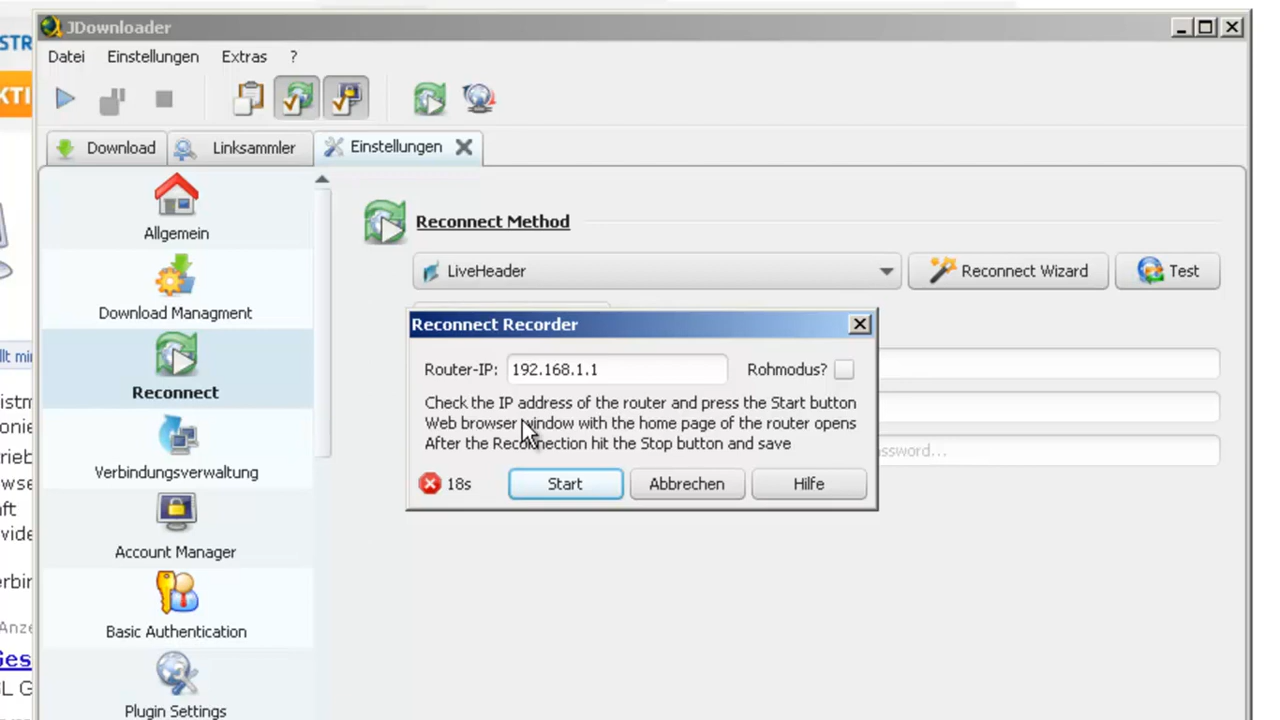 JDownloader
Datei Einstellungen Extras ?
Download Linksammler Einstellungen
Allgemein
Download Managment
Reconnect
Verbindungsverwaltung
Account Manager
Basic Authentication
Plugin Settings
Reconnect Method
LiveHeader Reconnect Wizard Test
Reconnect Recorder
Router-IP: 192.168.1.1 Rohmodus?
Check the IP address of the router and press the Start button
Web browser window with the home page of the router opens
After the Reconnection hit the Stop button and save
18s Start Abbrechen Hilfe